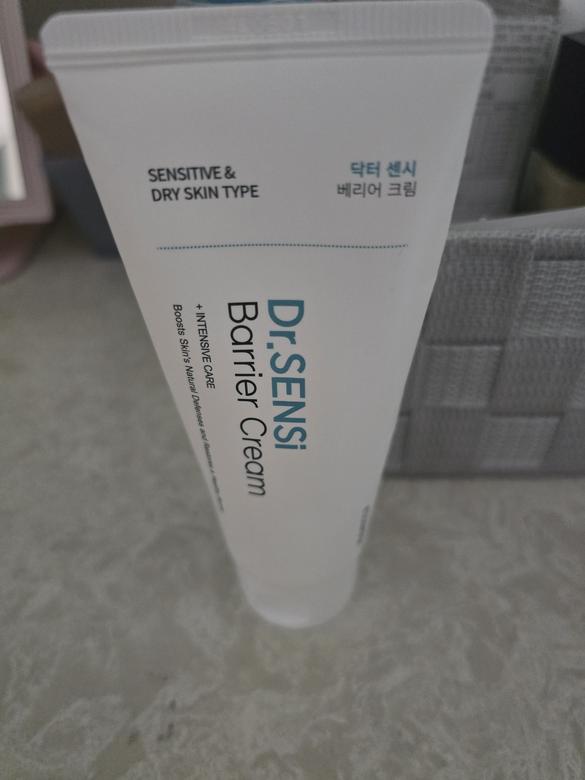 SENSITIVE &
DRY SKIN TYPE
닥터 센시
베리어 크림
Dr.SENSi
Barrier Cream
+ INTENSIVE CARE
Boosts Skin's Natural Defenses and